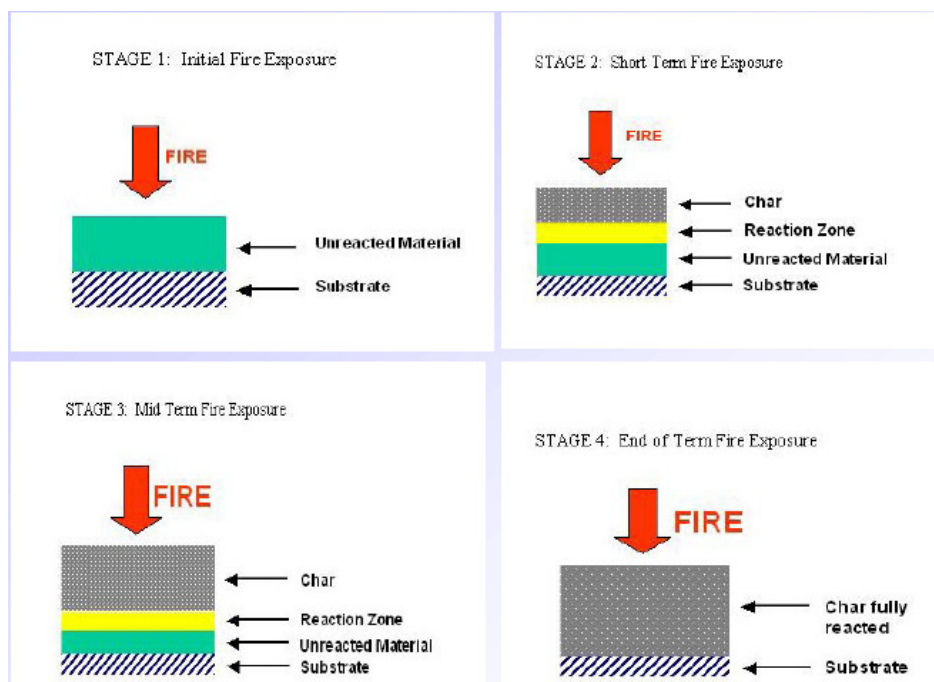 STAGE 1: Initial Fire Exposure
FIRE
Unreacted Material
Substrate
STAGE 2: Short Term Fire Exposure
FIRE
Char
Reaction Zone
Unreacted Material
Substrate
STAGE 3: Mid Term Fire Exposure
FIRE
Char
Reaction Zone
Unreacted Material
Substrate
STAGE 4: End of Term Fire Exposure
FIRE
Char fully
reacted
Substrate